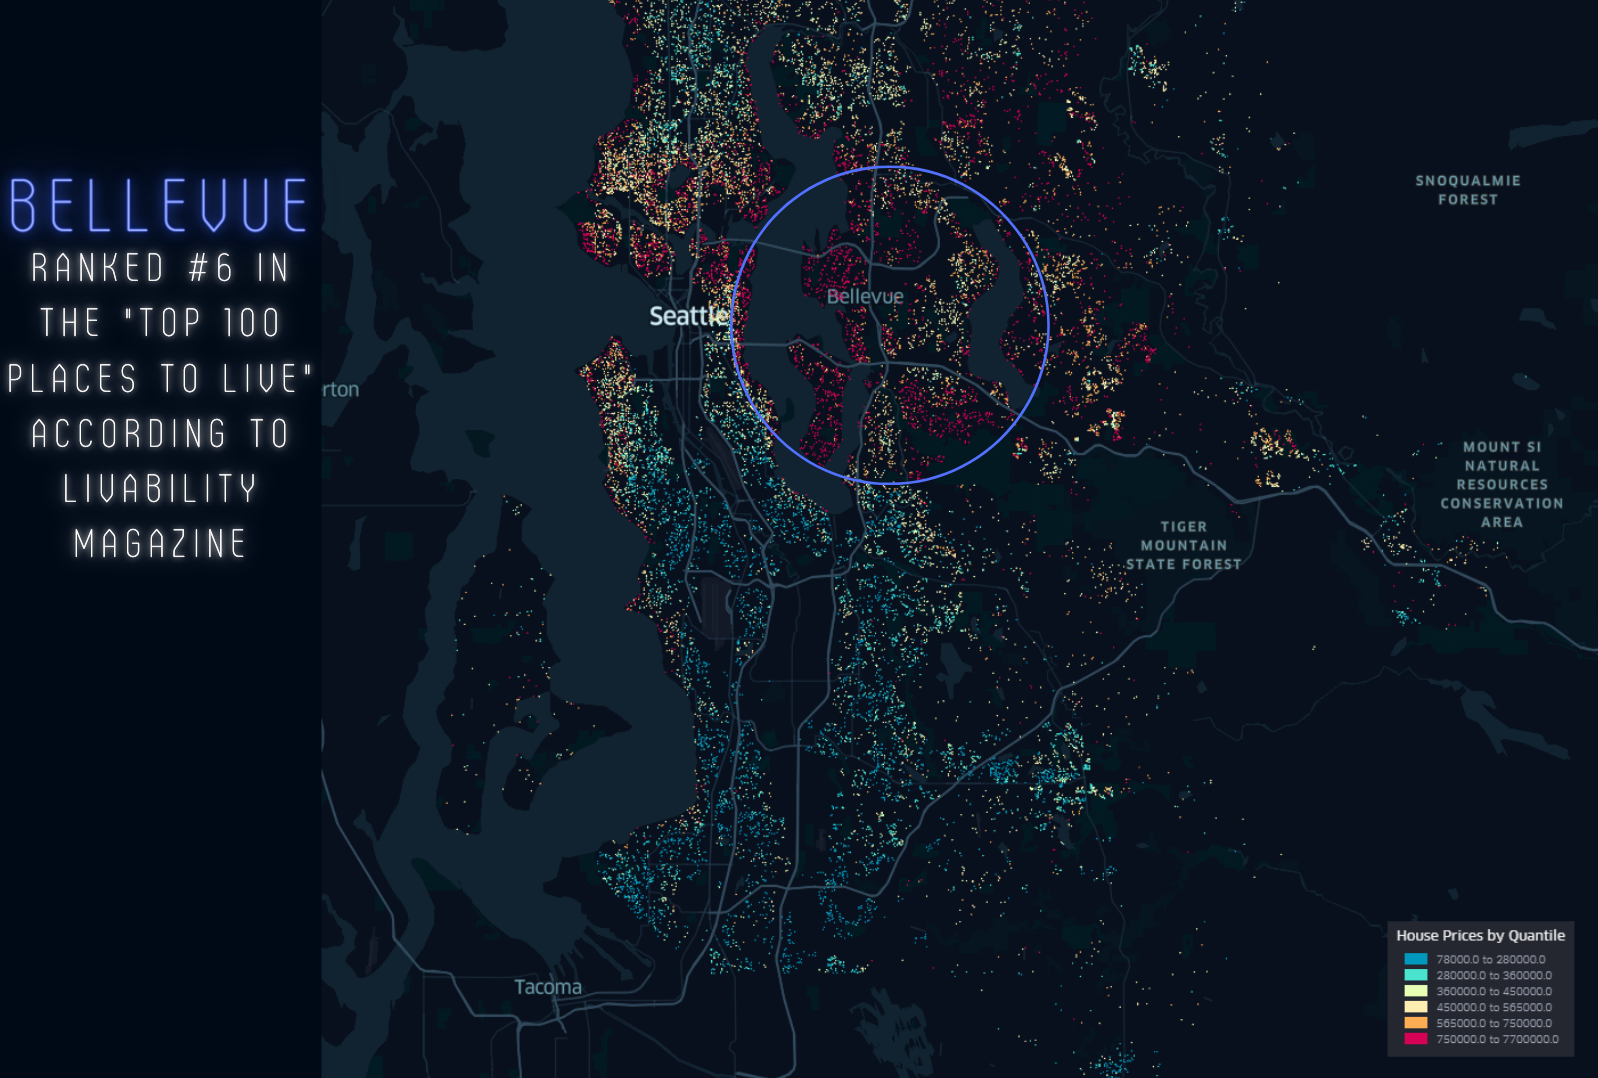 BELLEVUE
RANKED #6 IN
THE "TOP 100
PLACES TO LIVE"
ACCORDING TO
LIVABILITY
MAGAZINE
SNOQUALMIE
FOREST
Bellevue
Seattle
rton
MOUNT SI
NATURAL
RESOURCES
CONSERVATION
AREA
TIGER
MOUNTAIN
STATE FOREST
Tacoma
House Prices by Quantile
78000.0 to 280000.0
280000.0 to 360000.0
360000.0 to 450000.0
450000.0 to 565000.0
565000.0 to 750000.0
750000.0 to 7700000.0